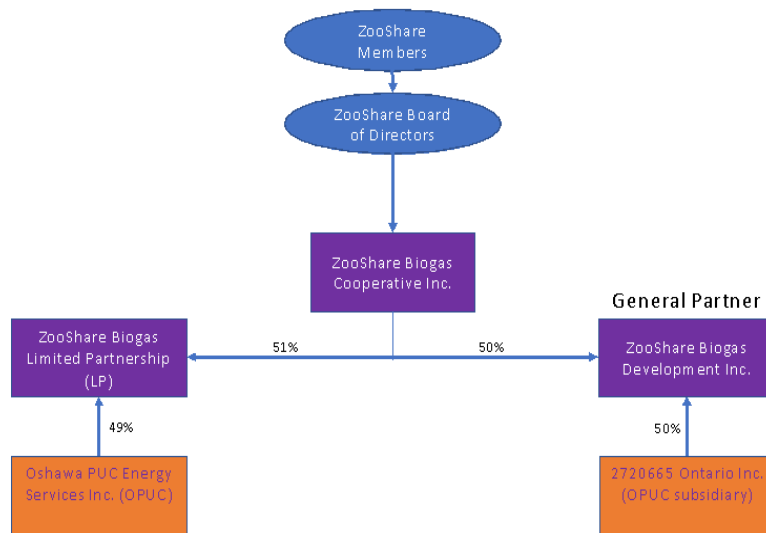 ZooShare
Members
ZooShare Board
of Directors
ZooShare Biogas
Cooperative Inc.
General Partner
ZooShare Biogas
Limited Partnership
(LP)
51%
50%
ZooShare Biogas
Development Inc.
49%
50%
Oshawa PUC Energy
Services Inc. (OPUC)
2720665 Ontario Inc.
(OPUC subsidiary)